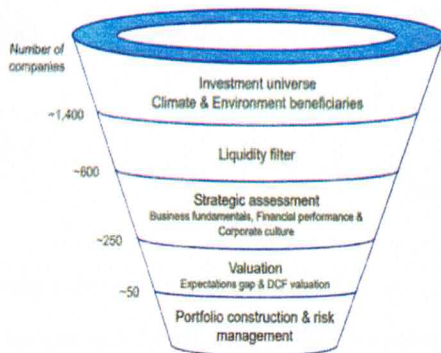 Number of
companies
Investment universe
Climate & Environment beneficiaries
~1,400
Liquidity filter
~600
Strategic assessment
Business fundamentals, Financial performance &
Corporate culture
~250
Valuation
Expectations gap & DCF valuation
~50
Portfolio construction & risk
management